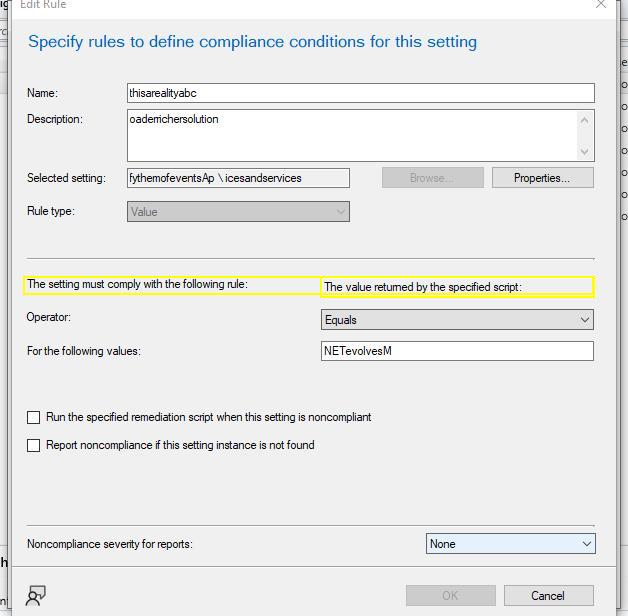 Edit Rule
Specify rules to define compliance conditions for this setting
Name: thisarealityabc
Description: oaderrichersolution
Selected setting: fythemofeventsAp \ icesandservices Browse... Properties...
Rule type: Value
The setting must comply with the following rule: The value returned by the specified script:
Operator: Equals
For the following values: NETevolvesM
Run the specified remediation script when this setting is noncompliant
Report noncompliance if this setting instance is not found
Noncompliance severity for reports: None
OK Cancel